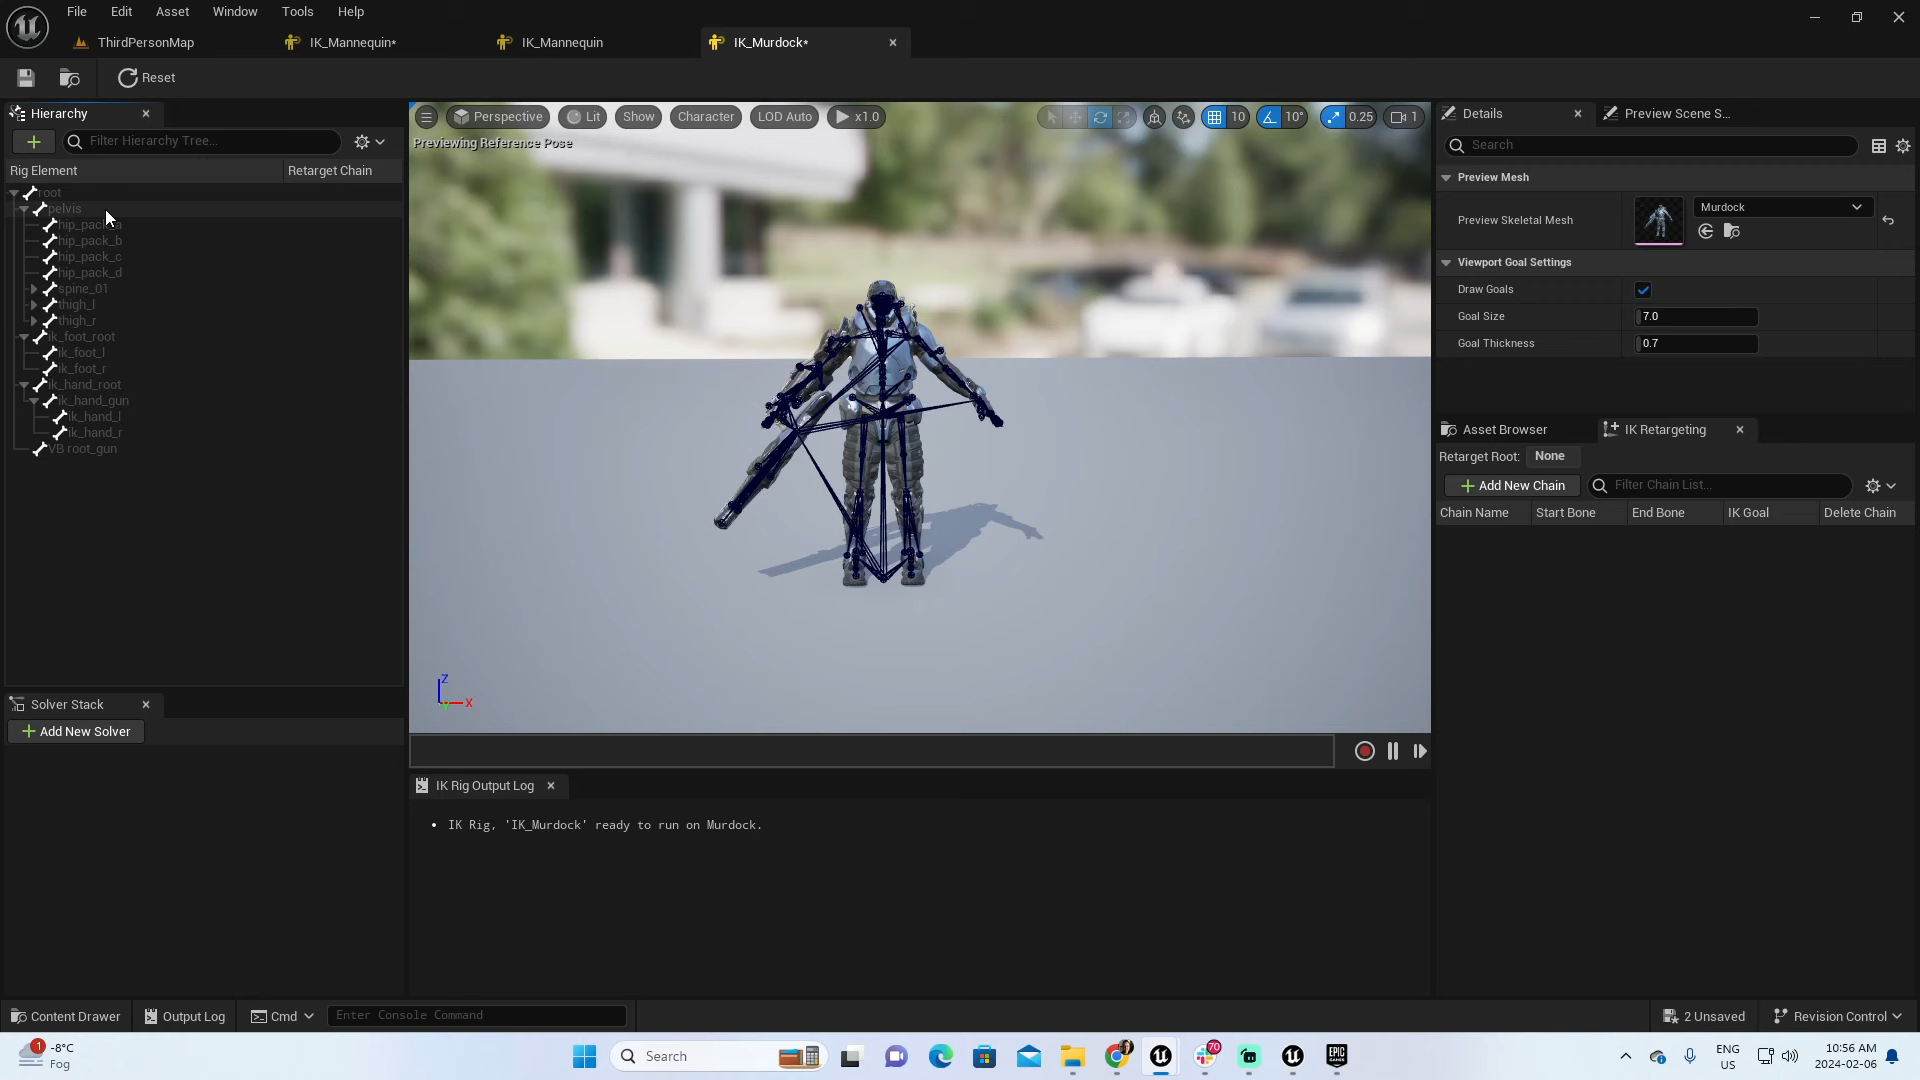 File Edit Asset Window Tools Help
ThirdPersonMap IK_Mannequin* IK_Mannequin IK_Murdock*
Reset
Hierarchy
Filter Hierarchy Tree...
Rig Element Retarget Chain
root
pelvis
hip_pack_a
hip_pack_b
hip_pack_c
hip_pack_d
spine_01
thigh_l
thigh_r
ik_foot_root
ik_foot_l
ik_foot_r
ik_hand_root
ik_hand_gun
ik_hand_l
ik_hand_r
VB root_gun
Solver Stack
Add New Solver
Perspective Lit Show Character LOD Auto x1.0 10 10° 0.25 1
Previewing Reference Pose
Z
X
IK Rig Output Log
• IK Rig, 'IK_Murdock' ready to run on Murdock.
Details Preview Scene S...
Search
Preview Mesh
Preview Skeletal Mesh Murdock
Viewport Goal Settings
Draw Goals
Goal Size 7.0
Goal Thickness 0.7
Asset Browser IK Retargeting
Retarget Root: None
Add New Chain Filter Chain List...
Chain Name Start Bone End Bone IK Goal Delete Chain
Content Drawer Output Log Cmd Enter Console Command 2 Unsaved Revision Control
1 -8°C
Fog
Search
70
EPIC GAMES
ENG
US
10:56 AM
2024-02-06